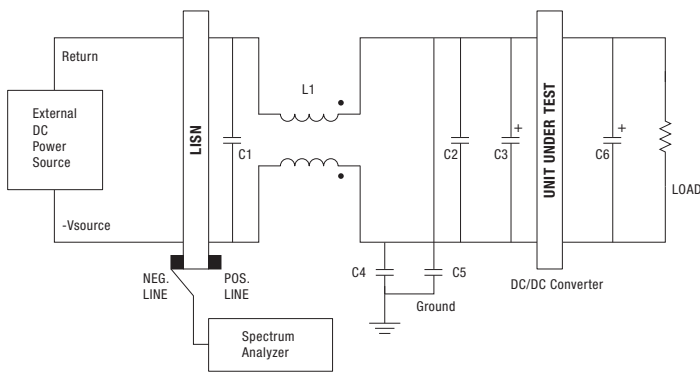 Return
L1
External
DC
Power
Source
LISN
C1
C2
C3
+
UNIT UNDER TEST
C6
+
LOAD
-Vsource
NEG.
LINE
POS.
LINE
C4
C5
Ground
DC/DC Converter
Spectrum
Analyzer